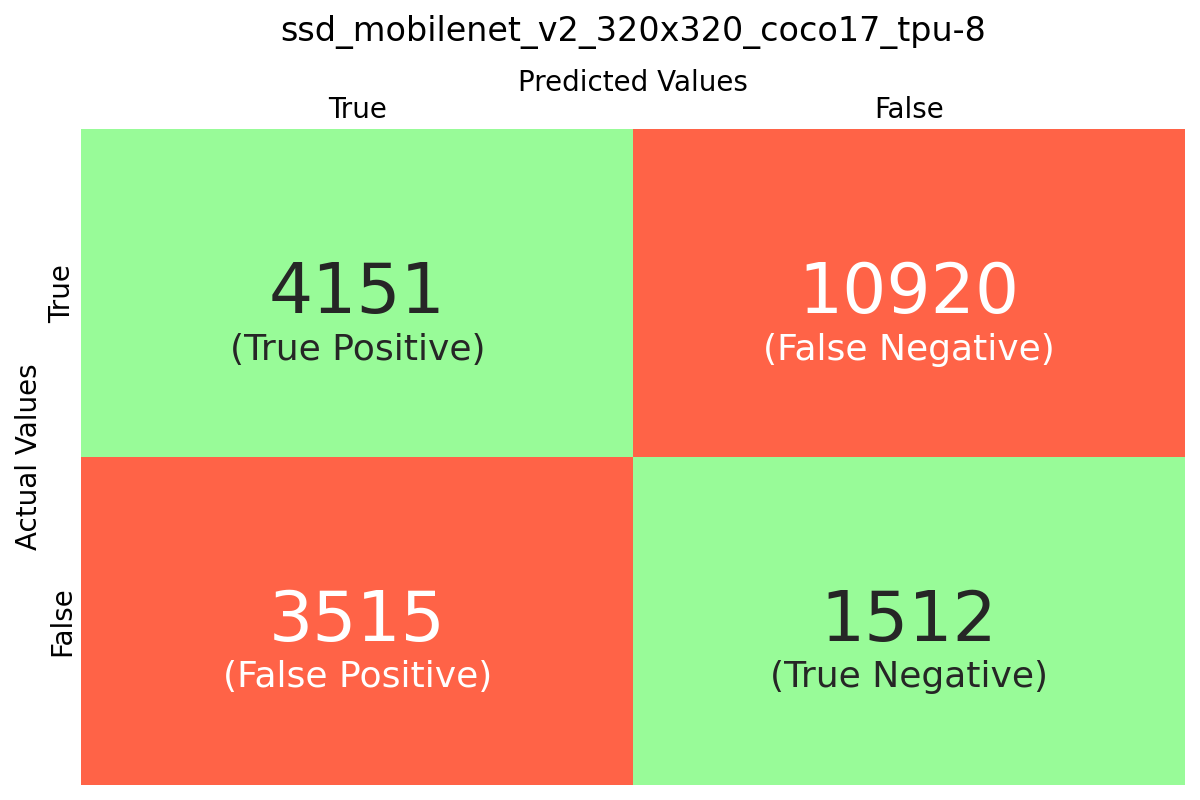 ssd_mobilenet_v2_320x320_coco17_tpu-8
Predicted Values
True False
Actual Values
True
4151 10920
(True Positive) (False Negative)
False
3515 1512
(False Positive) (True Negative)